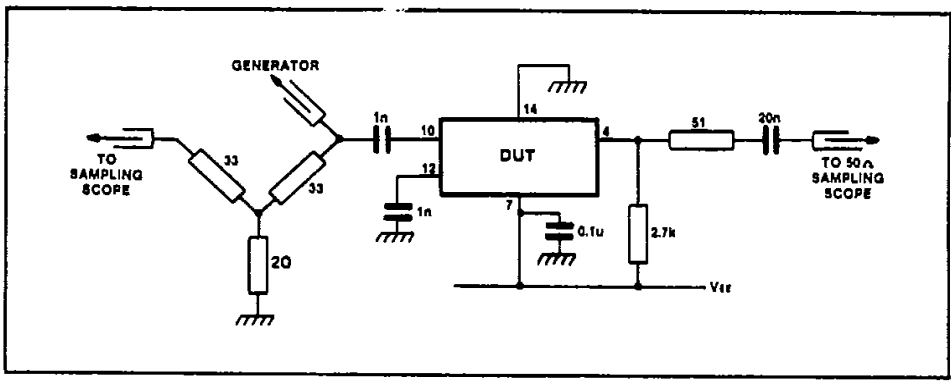 GENERATOR
1n
14
10
4
51
20n
TO
SAMPLING
SCOPE
33
33
12
DUT
TO 50Ω
SAMPLING
SCOPE
1n
7
0.1u
2.7k
20
VEE